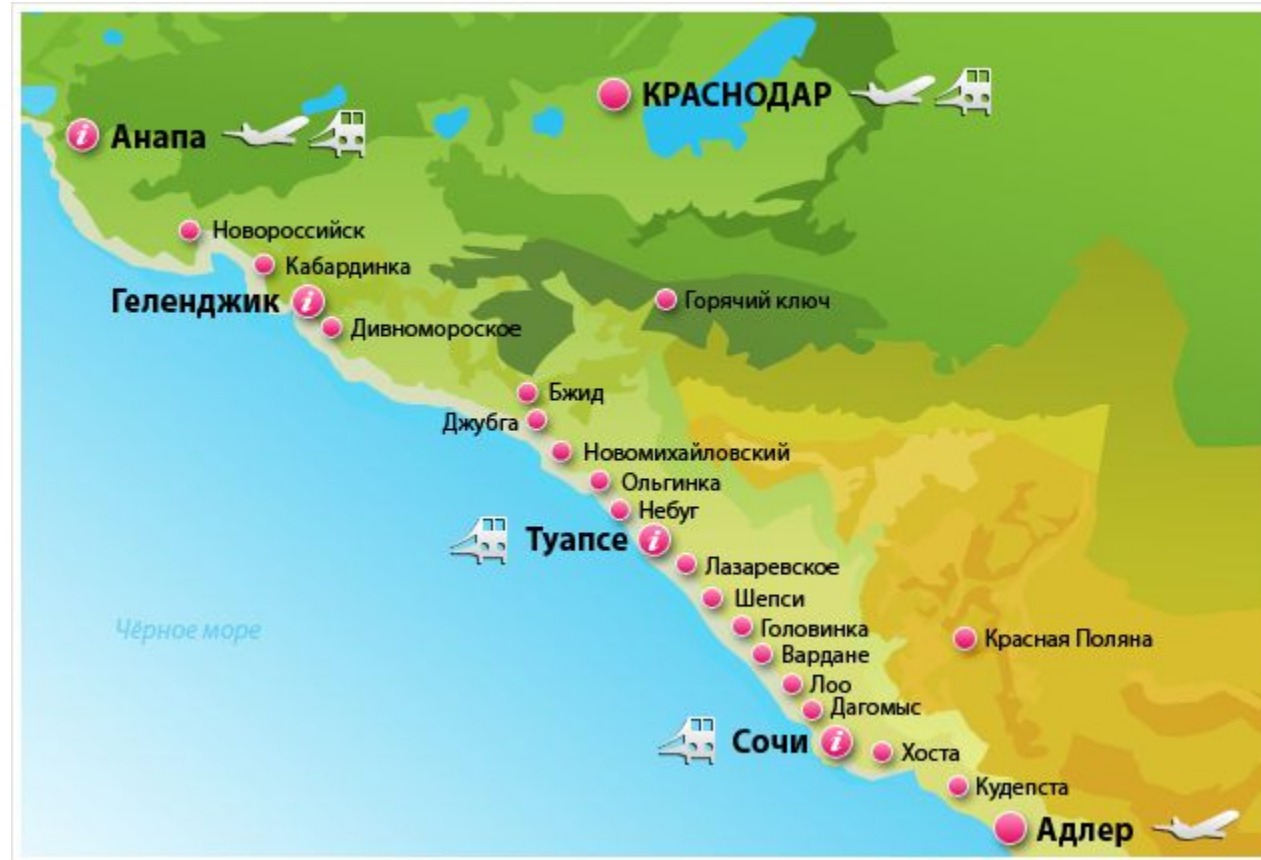 КРАСНОДАР
Анапа
Новороссийск
Кабардинка
Геленджик
Горячий ключ
Дивномороское
Бжид
Джубга
Новомихайловский
Ольгинка
Небуг
Туапсе
Лазаревское
Шепси
Чёрное море
Головинка
Красная Поляна
Вардане
Лоо
Дагомыс
Сочи
Хоста
Кудепста
Адлер